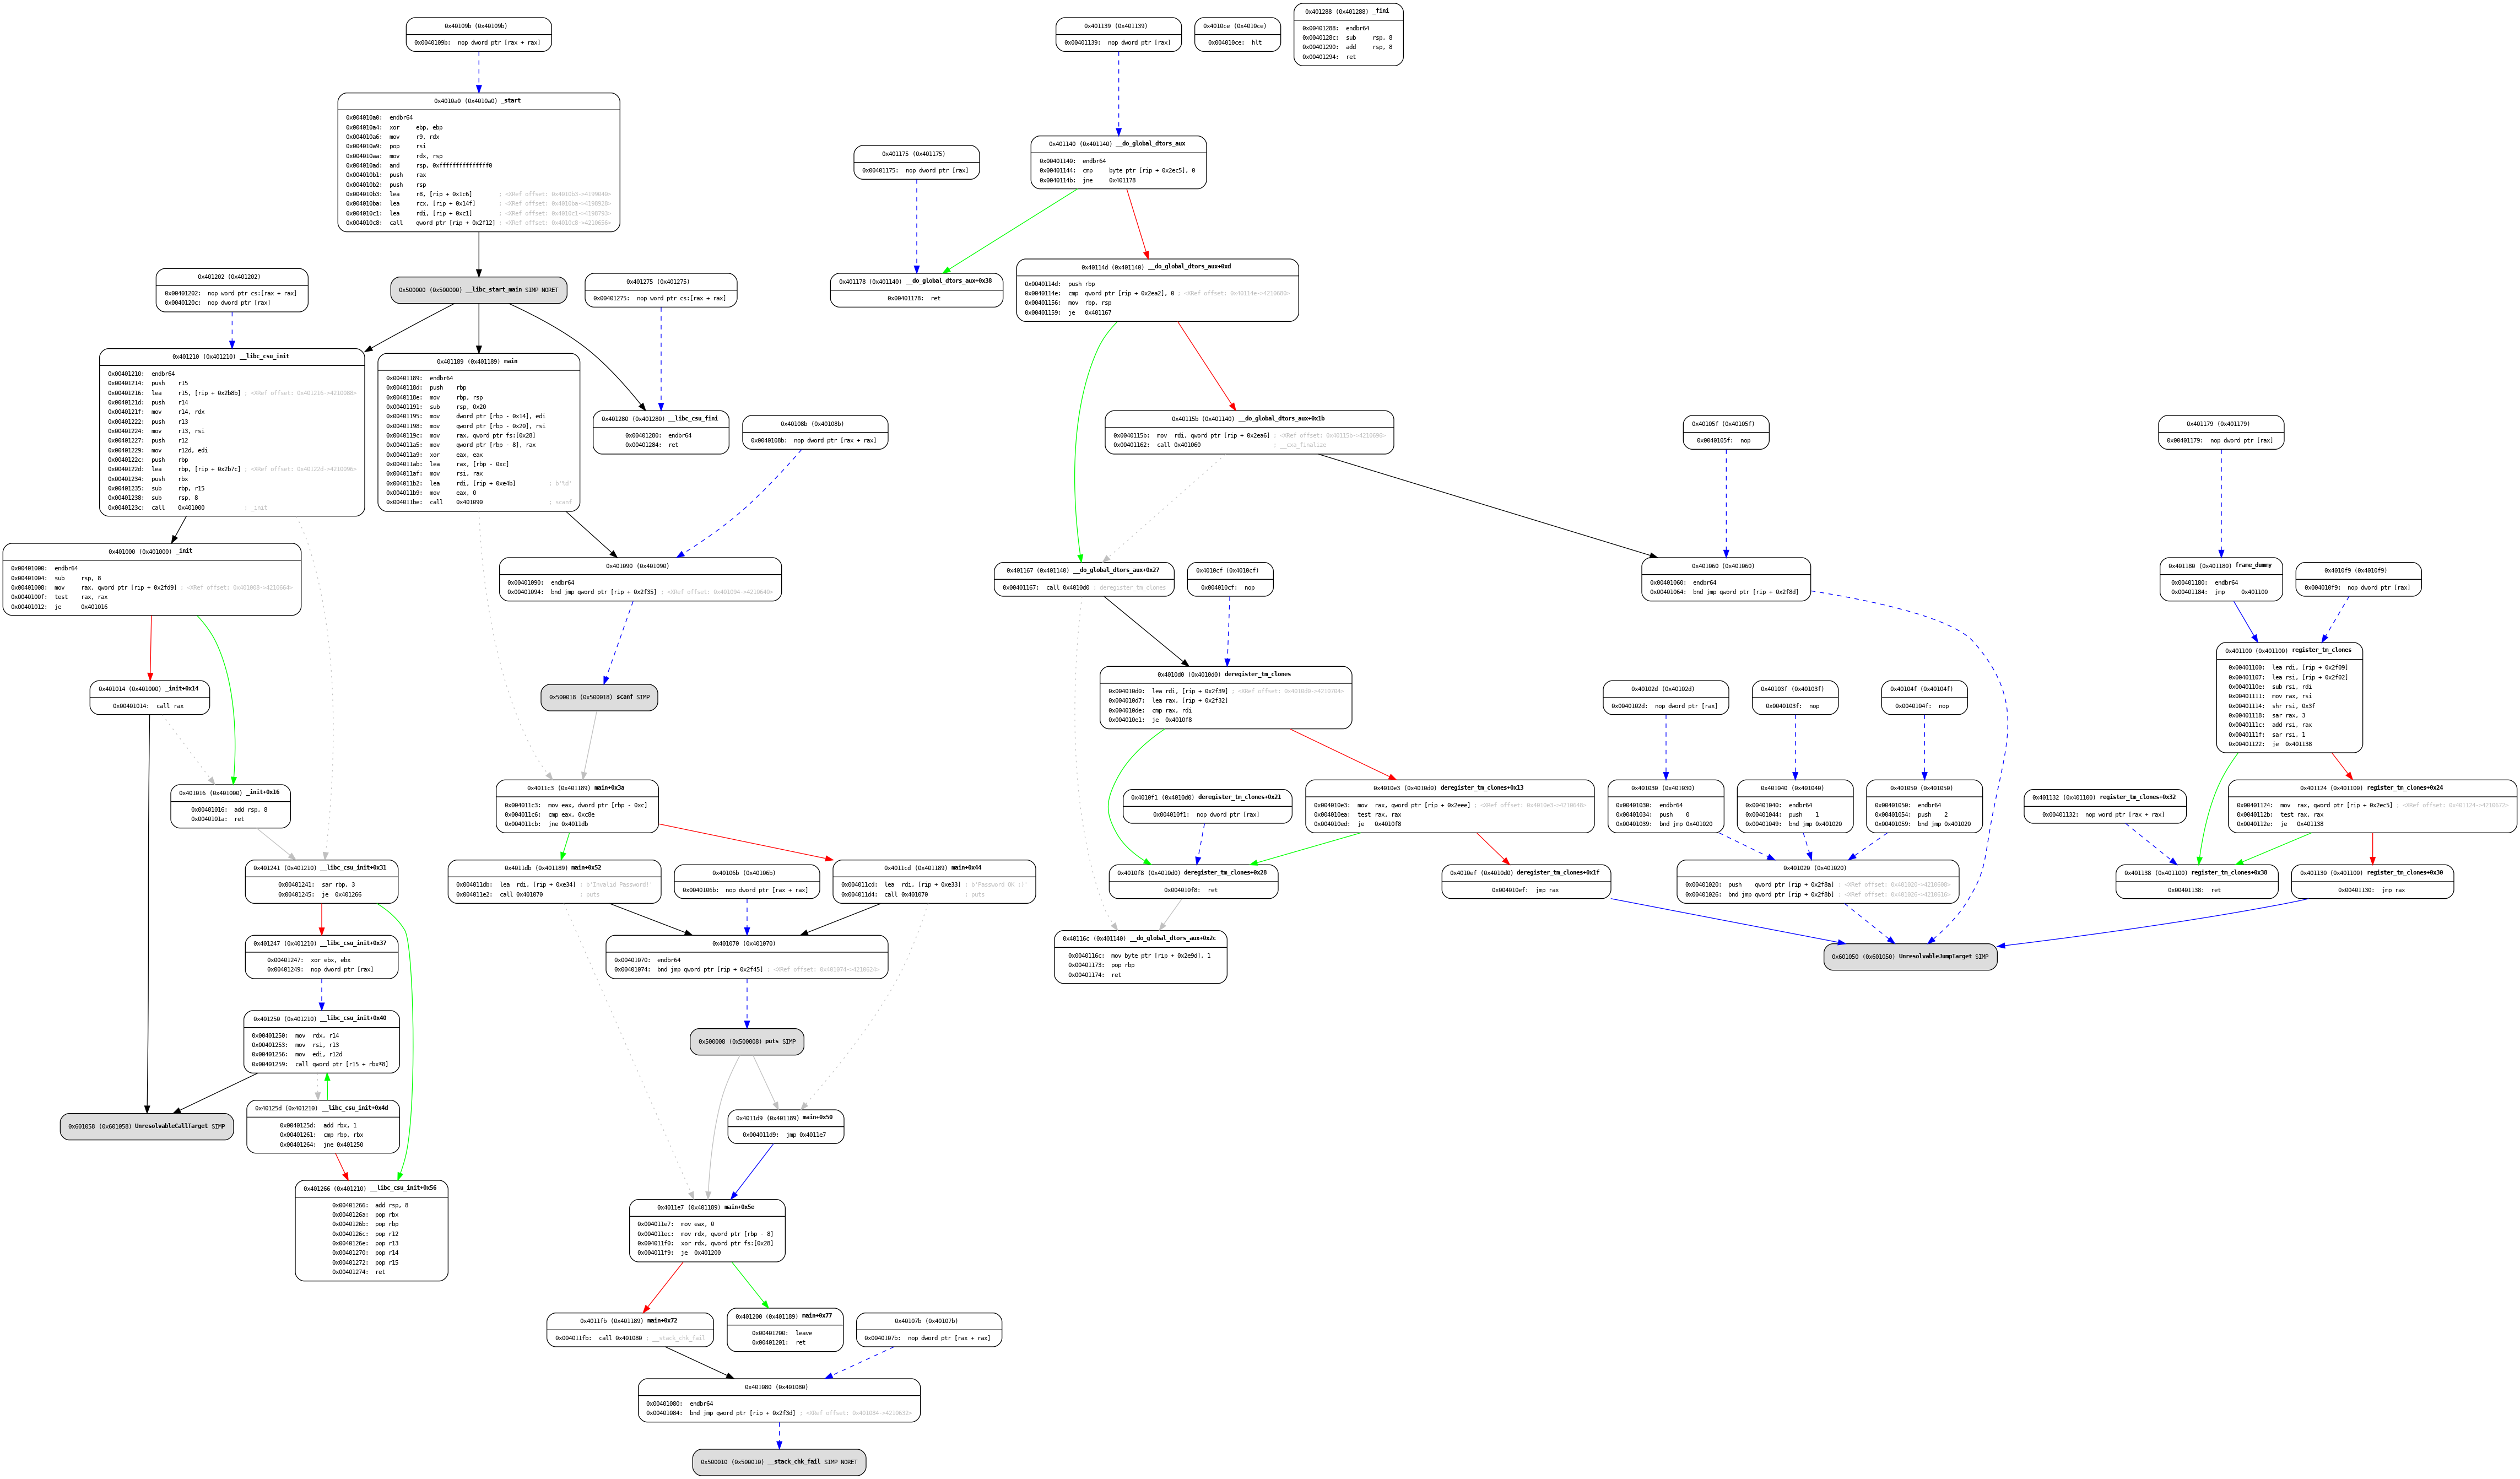 0x40109b (0x40109b)
0x0040109b: nop dword ptr [rax + rax]
0x401139 (0x401139)
0x00401139: nop dword ptr [rax]
0x4010ce (0x4010ce)
0x004010ce: hlt
0x401288 (0x401288) _fini
0x00401288: endbr64
0x0040128c: sub rsp, 8
0x00401290: add rsp, 8
0x00401294: ret
0x4010a0 (0x4010a0) _start
0x004010a0: endbr64
0x004010a4: xor ebp, ebp
0x004010a6: mov r9, rdx
0x004010a9: pop rsi
0x004010aa: mov rdx, rsp
0x004010ad: and rsp, 0xfffffffffffffff0
0x004010b1: push rax
0x004010b2: push rsp
0x004010b3: lea r8, [rip + 0x1c6] ; <XRef offset: 0x4010b3->4199040>
0x004010ba: lea rcx, [rip + 0x14f] ; <XRef offset: 0x4010ba->4198928>
0x004010c1: lea rdi, [rip + 0xc1] ; <XRef offset: 0x4010c1->4198793>
0x004010c8: call qword ptr [rip + 0x2f12] ; <XRef offset: 0x4010c8->4210656>
0x401175 (0x401175)
0x00401175: nop dword ptr [rax]
0x401140 (0x401140) __do_global_dtors_aux
0x00401140: endbr64
0x00401144: cmp byte ptr [rip + 0x2ec5], 0
0x0040114b: jne 0x401178
0x401202 (0x401202)
0x00401202: nop word ptr cs:[rax + rax]
0x0040120c: nop dword ptr [rax]
0x500000 (0x500000) __libc_start_main SIMP NORET
0x401275 (0x401275)
0x00401275: nop word ptr cs:[rax + rax]
0x401178 (0x401140) __do_global_dtors_aux+0x38
0x00401178: ret
0x40114d (0x401140) __do_global_dtors_aux+0xd
0x0040114d: push rbp
0x0040114e: cmp qword ptr [rip + 0x2ea2], 0 ; <XRef offset: 0x40114e->4210680>
0x00401156: mov rbp, rsp
0x00401159: je 0x401167
0x401210 (0x401210) __libc_csu_init
0x00401210: endbr64
0x00401214: push r15
0x00401216: lea r15, [rip + 0x2b8b] ; <XRef offset: 0x401216->4210088>
0x0040121d: push r14
0x0040121f: mov r14, rdx
0x00401222: push r13
0x00401224: mov r13, rsi
0x00401227: push r12
0x00401229: mov r12d, edi
0x0040122c: push rbp
0x0040122d: lea rbp, [rip + 0x2b7c] ; <XRef offset: 0x40122d->4210096>
0x00401234: push rbx
0x00401235: sub rbp, r15
0x00401238: sub rsp, 8
0x0040123c: call 0x401000 ; _init
0x401189 (0x401189) main
0x00401189: endbr64
0x0040118d: push rbp
0x0040118e: mov rbp, rsp
0x00401191: sub rsp, 0x20
0x00401195: mov dword ptr [rbp - 0x14], edi
0x00401198: mov qword ptr [rbp - 0x20], rsi
0x0040119c: mov rax, qword ptr fs:[0x28]
0x004011a5: mov qword ptr [rbp - 8], rax
0x004011a9: xor eax, eax
0x004011ab: lea rax, [rbp - 0xc]
0x004011af: mov rsi, rax
0x004011b2: lea rdi, [rip + 0xe4b] ; b'%d'
0x004011b9: mov eax, 0
0x004011be: call 0x401090 ; scanf
0x401280 (0x401280) __libc_csu_fini
0x00401280: endbr64
0x00401284: ret
0x40108b (0x40108b)
0x0040108b: nop dword ptr [rax + rax]
0x40115b (0x401140) __do_global_dtors_aux+0x1b
0x0040115b: mov rdi, qword ptr [rip + 0x2ea6] ; <XRef offset: 0x40115b->4210696>
0x00401162: call 0x401060 ; __cxa_finalize
0x40105f (0x40105f)
0x0040105f: nop
0x401179 (0x401179)
0x00401179: nop dword ptr [rax]
0x401000 (0x401000) _init
0x00401000: endbr64
0x00401004: sub rsp, 8
0x00401008: mov rax, qword ptr [rip + 0x2fd9] ; <XRef offset: 0x401008->4210664>
0x0040100f: test rax, rax
0x00401012: je 0x401016
0x401090 (0x401090)
0x00401090: endbr64
0x00401094: bnd jmp qword ptr [rip + 0x2f35] ; <XRef offset: 0x401094->4210640>
0x401167 (0x401140) __do_global_dtors_aux+0x27
0x00401167: call 0x4010d0 ; deregister_tm_clones
0x4010cf (0x4010cf)
0x004010cf: nop
0x401060 (0x401060)
0x00401060: endbr64
0x00401064: bnd jmp qword ptr [rip + 0x2f8d]
0x401180 (0x401180) frame_dummy
0x00401180: endbr64
0x00401184: jmp 0x401100
0x4010f9 (0x4010f9)
0x004010f9: nop dword ptr [rax]
0x401014 (0x401000) _init+0x14
0x00401014: call rax
0x500018 (0x500018) scanf SIMP
0x4010d0 (0x4010d0) deregister_tm_clones
0x004010d0: lea rdi, [rip + 0x2f39] ; <XRef offset: 0x4010d0->4210704>
0x004010d7: lea rax, [rip + 0x2f32]
0x004010de: cmp rax, rdi
0x004010e1: je 0x4010f8
0x40102d (0x40102d)
0x0040102d: nop dword ptr [rax]
0x40103f (0x40103f)
0x0040103f: nop
0x40104f (0x40104f)
0x0040104f: nop
0x401100 (0x401100) register_tm_clones
0x00401100: lea rdi, [rip + 0x2f09]
0x00401107: lea rsi, [rip + 0x2f02]
0x0040110e: sub rsi, rdi
0x00401111: mov rax, rsi
0x00401114: shr rsi, 0x3f
0x00401118: sar rax, 3
0x0040111c: add rsi, rax
0x0040111f: sar rsi, 1
0x00401122: je 0x401138
0x401016 (0x401000) _init+0x16
0x00401016: add rsp, 8
0x0040101a: ret
0x4011c3 (0x401189) main+0x3a
0x004011c3: mov eax, dword ptr [rbp - 0xc]
0x004011c6: cmp eax, 0xc8e
0x004011cb: jne 0x4011db
0x4010f1 (0x4010d0) deregister_tm_clones+0x21
0x004010f1: nop dword ptr [rax]
0x4010e3 (0x4010d0) deregister_tm_clones+0x13
0x004010e3: mov rax, qword ptr [rip + 0x2eee] ; <XRef offset: 0x4010e3->4210648>
0x004010ea: test rax, rax
0x004010ed: je 0x4010f8
0x401030 (0x401030)
0x00401030: endbr64
0x00401034: push 0
0x00401039: bnd jmp 0x401020
0x401040 (0x401040)
0x00401040: endbr64
0x00401044: push 1
0x00401049: bnd jmp 0x401020
0x401050 (0x401050)
0x00401050: endbr64
0x00401054: push 2
0x00401059: bnd jmp 0x401020
0x401132 (0x401100) register_tm_clones+0x32
0x00401132: nop word ptr [rax + rax]
0x401124 (0x401100) register_tm_clones+0x24
0x00401124: mov rax, qword ptr [rip + 0x2ec5] ; <XRef offset: 0x401124->4210672>
0x0040112b: test rax, rax
0x0040112e: je 0x401138
0x401241 (0x401210) __libc_csu_init+0x31
0x00401241: sar rbp, 3
0x00401245: je 0x401266
0x4011db (0x401189) main+0x52
0x004011db: lea rdi, [rip + 0xe34] ; b'Invalid Password!'
0x004011e2: call 0x401070 ; puts
0x40106b (0x40106b)
0x0040106b: nop dword ptr [rax + rax]
0x4011cd (0x401189) main+0x44
0x004011cd: lea rdi, [rip + 0xe33] ; b'Password OK :)'
0x004011d4: call 0x401070 ; puts
0x4010f8 (0x4010d0) deregister_tm_clones+0x28
0x004010f8: ret
0x4010ef (0x4010d0) deregister_tm_clones+0x1f
0x004010ef: jmp rax
0x401020 (0x401020)
0x00401020: push qword ptr [rip + 0x2f8a] ; <XRef offset: 0x401020->4210608>
0x00401026: bnd jmp qword ptr [rip + 0x2f8b] ; <XRef offset: 0x401026->4210616>
0x401138 (0x401100) register_tm_clones+0x38
0x00401138: ret
0x401130 (0x401100) register_tm_clones+0x30
0x00401130: jmp rax
0x401247 (0x401210) __libc_csu_init+0x37
0x00401247: xor ebx, ebx
0x00401249: nop dword ptr [rax]
0x401070 (0x401070)
0x00401070: endbr64
0x00401074: bnd jmp qword ptr [rip + 0x2f45] ; <XRef offset: 0x401074->4210624>
0x40116c (0x401140) __do_global_dtors_aux+0x2c
0x0040116c: mov byte ptr [rip + 0x2e9d], 1
0x00401173: pop rbp
0x00401174: ret
0x601050 (0x601050) UnresolvableJumpTarget SIMP
0x401250 (0x401210) __libc_csu_init+0x40
0x00401250: mov rdx, r14
0x00401253: mov rsi, r13
0x00401256: mov edi, r12d
0x00401259: call qword ptr [r15 + rbx*8]
0x500008 (0x500008) puts SIMP
0x601058 (0x601058) UnresolvableCallTarget SIMP
0x40125d (0x401210) __libc_csu_init+0x4d
0x0040125d: add rbx, 1
0x00401261: cmp rbp, rbx
0x00401264: jne 0x401250
0x4011d9 (0x401189) main+0x50
0x004011d9: jmp 0x4011e7
0x401266 (0x401210) __libc_csu_init+0x56
0x00401266: add rsp, 8
0x0040126a: pop rbx
0x0040126b: pop rbp
0x0040126c: pop r12
0x0040126e: pop r13
0x00401270: pop r14
0x00401272: pop r15
0x00401274: ret
0x4011e7 (0x401189) main+0x5e
0x004011e7: mov eax, 0
0x004011ec: mov rdx, qword ptr [rbp - 8]
0x004011f0: xor rdx, qword ptr fs:[0x28]
0x004011f9: je 0x401200
0x4011fb (0x401189) main+0x72
0x004011fb: call 0x401080 ; __stack_chk_fail
0x401200 (0x401189) main+0x77
0x00401200: leave
0x00401201: ret
0x40107b (0x40107b)
0x0040107b: nop dword ptr [rax + rax]
0x401080 (0x401080)
0x00401080: endbr64
0x00401084: bnd jmp qword ptr [rip + 0x2f3d] ; <XRef offset: 0x401084->4210632>
0x500010 (0x500010) __stack_chk_fail SIMP NORET